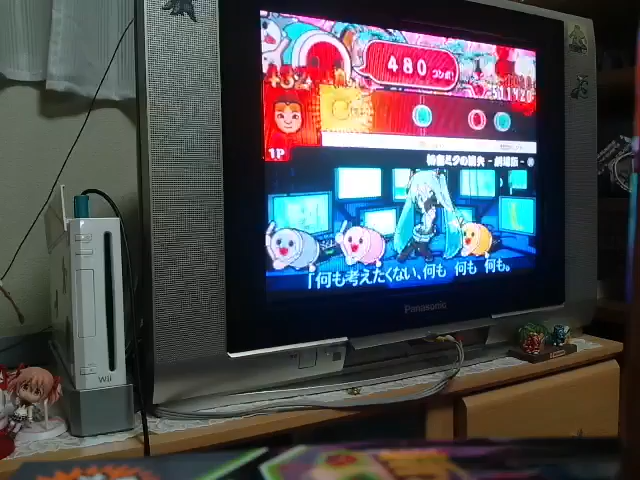 480 コンボ!
511920
1P
初音ミクの消失 - 劇場版 -
「何も考えたくない、何も 何も 何も。
Panasonic
Wii